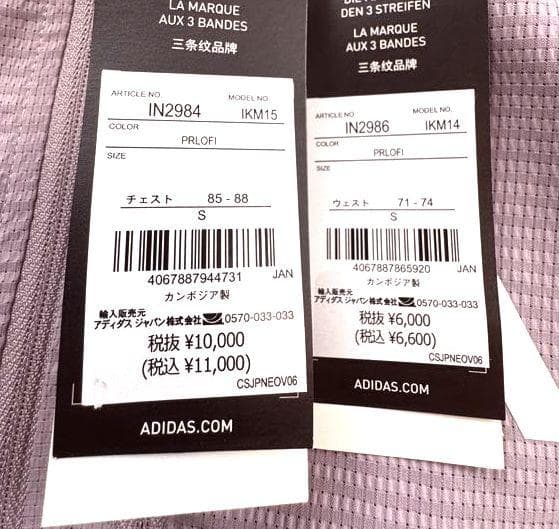 LA MARQUE
AUX 3 BANDES
三条纹品牌
ARTICLE NO.
MODEL NO.
IN2984
IKM15
COLOR
PRLOFI
SIZE
チェスト 85 - 88
S
4067887944731 JAN
カンボジア製
輸入販売元
アディダス ジャパン株式会社 0570-033-033
税抜 ¥10,000
(税込 ¥11,000)
CSJPNEOV06
ADIDAS.COM
DEN 3 STREIFEN
LA MARQUE
AUX 3 BANDES
三条纹品牌
ARTICLE NO.
MODEL NO.
IN2986
IKM14
COLOR
PRLOFI
SIZE
ウェスト 71 - 74
S
4067887865920 JAN
カンボジア製
輸入販売元
アディダス ジャパン株式会社 0570-033-033
税抜 ¥6,000
(税込 ¥6,600)
CSJPNEOV06
ADIDAS.COM